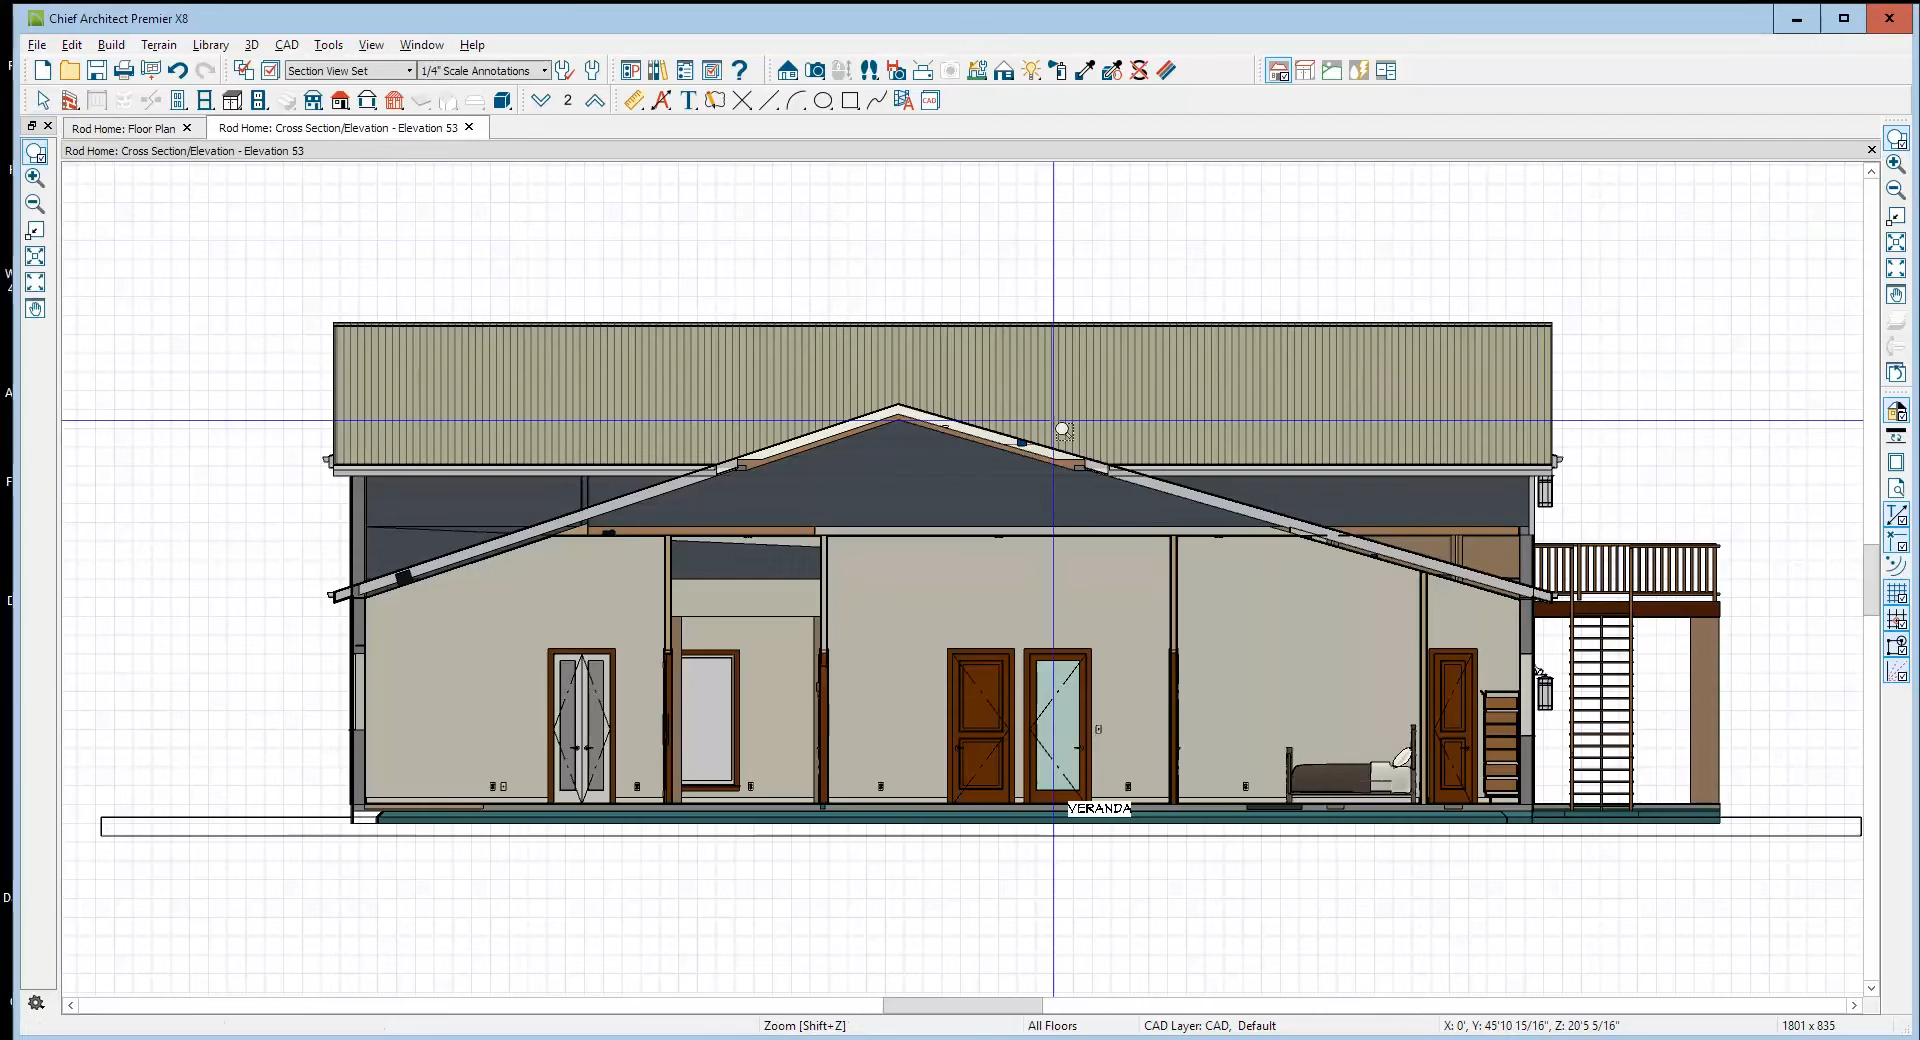 Chief Architect Premier X8
File Edit Build Terrain Library 3D CAD Tools View Window Help
Section View Set 1/4" Scale Annotations
2 CAD
Rod Home: Floor Plan Rod Home: Cross Section/Elevation - Elevation 53
Rod Home: Cross Section/Elevation - Elevation 53
VERANDA
Zoom [Shift+Z] All Floors CAD Layer: CAD, Default X: 0', Y: 45'10 15/16", Z: 20'5 5/16" 1801 x 835